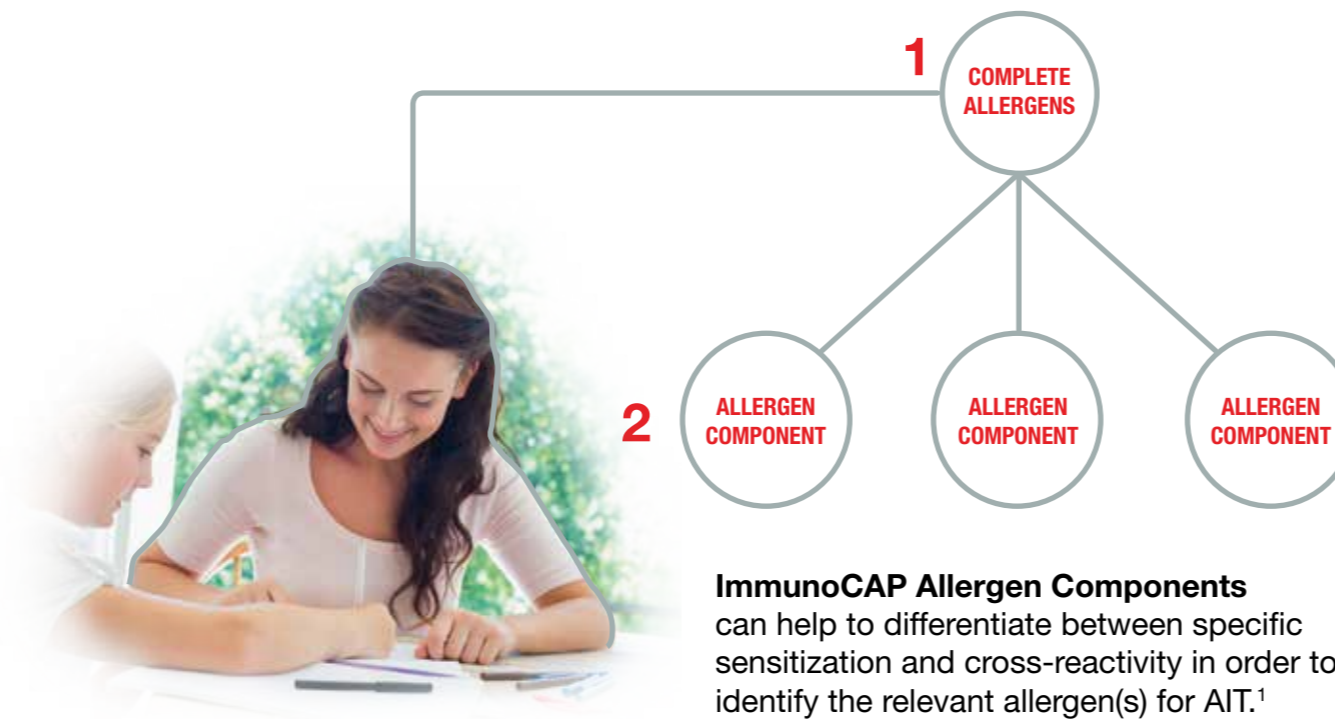 1
COMPLETE
ALLERGENS
2
ALLERGEN
COMPONENT
ALLERGEN
COMPONENT
ALLERGEN
COMPONENT
ImmunoCAP Allergen Components
can help to differentiate between specific
sensitization and cross-reactivity in order to
identify the relevant allergen(s) for AIT.¹